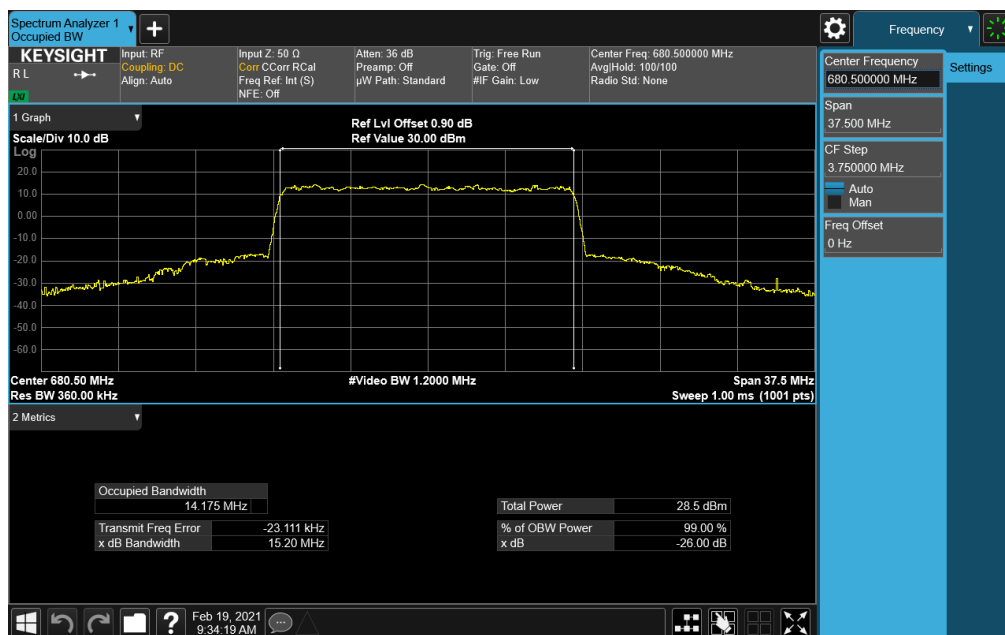 Spectrum Analyzer 1
Occupied BW
Frequency
KEYSIGHT
R L
LXI
Input: RF
Coupling: DC
Align: Auto
Input Z: 50 Ω
Corr CCorr RCal
Freq Ref: Int (S)
NFE: Off
Atten: 36 dB
Preamp: Off
µW Path: Standard
Trig: Free Run
Gate: Off
#IF Gain: Low
Center Freq: 680.500000 MHz
Avg|Hold: 100/100
Radio Std: None
Center Frequency
680.500000 MHz
Settings
Span
37.500 MHz
CF Step
3.750000 MHz
Auto
Man
Freq Offset
0 Hz
1 Graph
Scale/Div 10.0 dB
Ref Lvl Offset 0.90 dB
Ref Value 30.00 dBm
Log
20.0
10.0
0.00
-10.0
-20.0
-30.0
-40.0
-50.0
-60.0
Center 680.50 MHz
#Video BW 1.2000 MHz
Span 37.5 MHz
Res BW 360.00 kHz
Sweep 1.00 ms (1001 pts)
2 Metrics
Occupied Bandwidth
14.175 MHz
Transmit Freq Error -23.111 kHz
x dB Bandwidth 15.20 MHz
Total Power 28.5 dBm
% of OBW Power 99.00 %
x dB -26.00 dB
Feb 19, 2021
9:34:19 AM